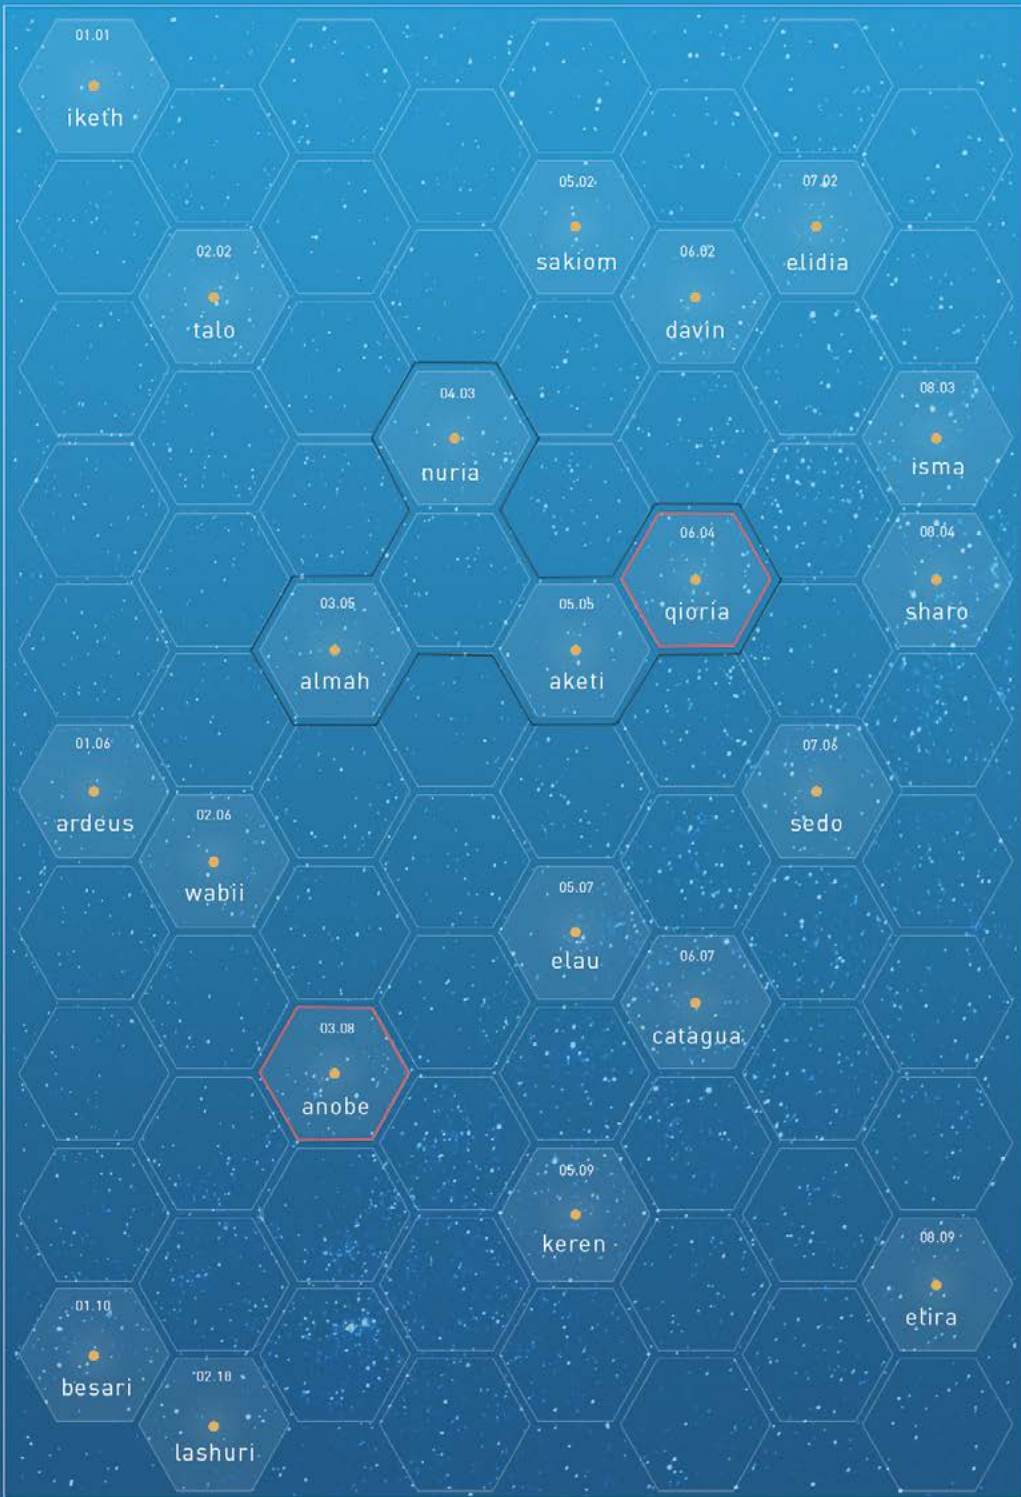 01.01
iketh
05.02
sakiom
07.02
elidia
02.02
talo
06.02
davin
04.03
nuria
08.03
isma
06.04
qioria
08.04
sharo
03.05
almah
05.05
aketi
01.06
ardeus
07.06
sedo
02.06
wabii
05.07
elau
06.07
catagua
03.08
anobe
05.09
keren
08.09
etira
01.10
besari
02.10
lashuri